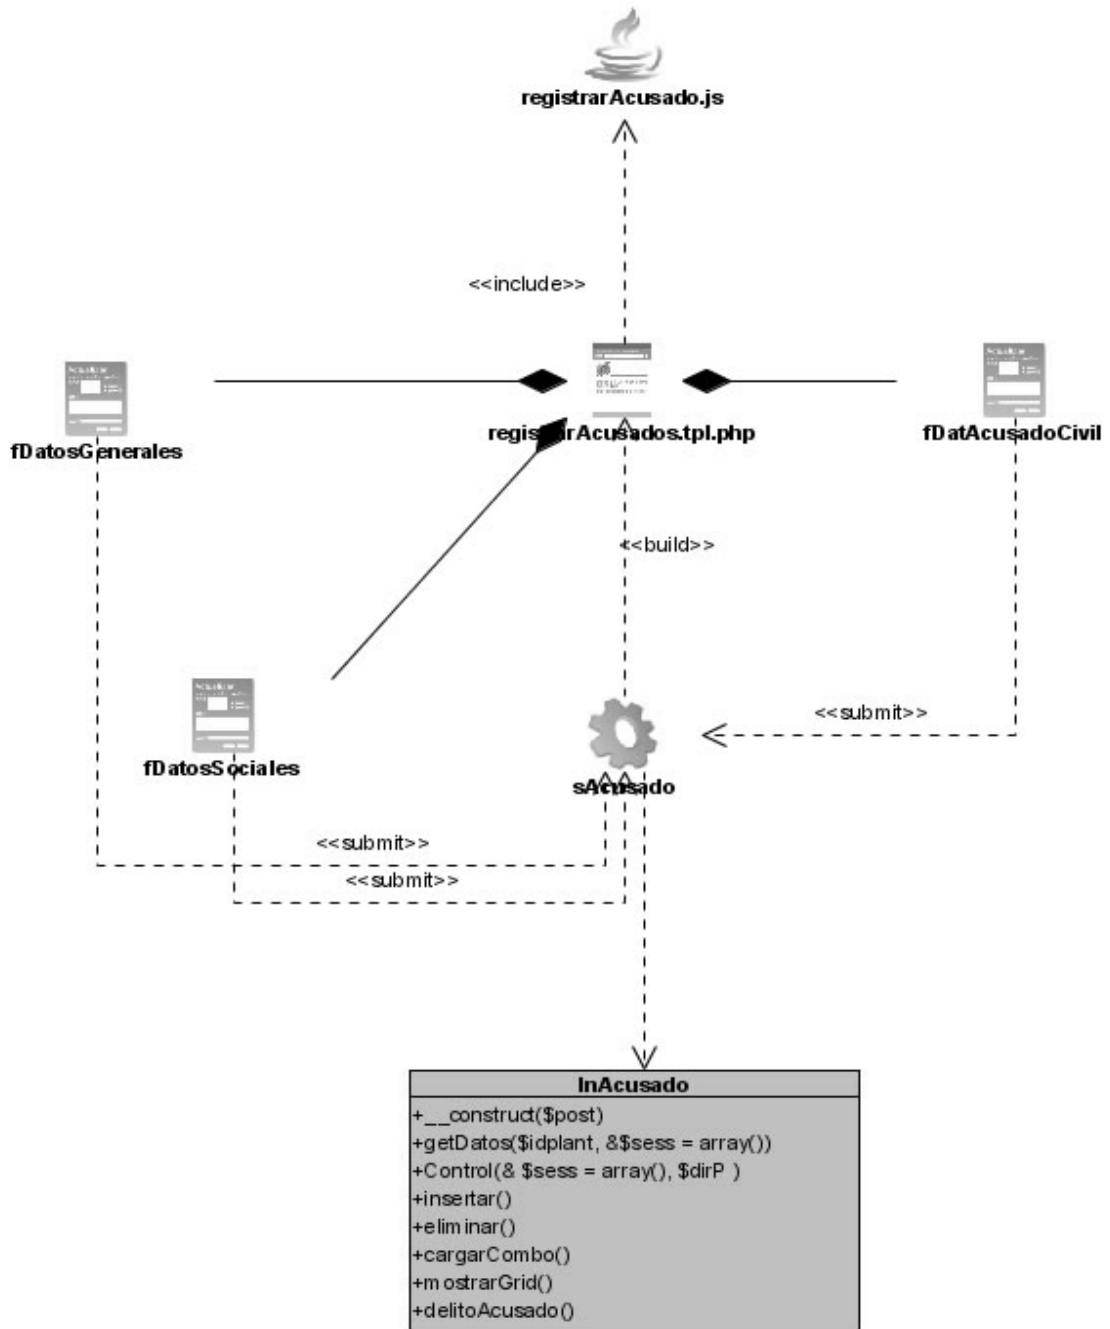 registrarAcusado.js
<<include>>
fDatosGenerales
registrarAcusados.tpl.php
fDatAcusadoCivil
<<build>>
fDatosSociales
sAcusado
<<submit>>
<<submit>>
<<submit>>
InAcusado
+__construct($post)
+getDatos($idplant, &$sess = array())
+Control(& $sess = array(), $dirP )
+insertar()
+eliminar()
+cargarCombo()
+mostrarGrid()
+delitoAcusado()